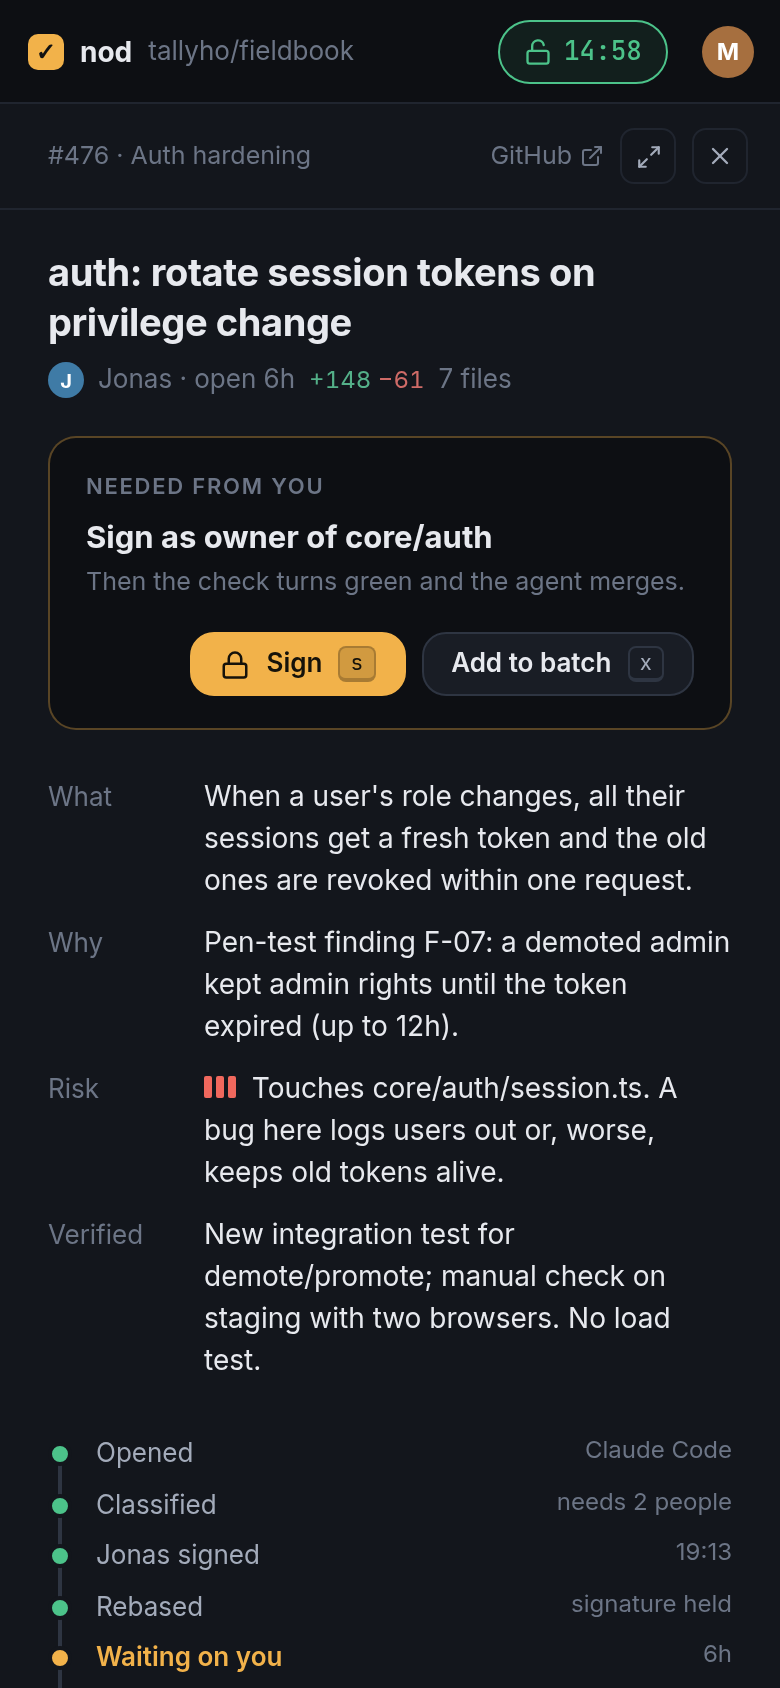 ✓ nod tallyho/fieldbook 14:58 M
#476 · Auth hardening GitHub
auth: rotate session tokens on
privilege change
J Jonas · open 6h +148 −61 7 files
NEEDED FROM YOU
Sign as owner of core/auth
Then the check turns green and the agent merges.
Sign S Add to batch X
What When a user's role changes, all their
sessions get a fresh token and the old
ones are revoked within one request.
Why Pen-test finding F-07: a demoted admin
kept admin rights until the token
expired (up to 12h).
Risk Touches core/auth/session.ts. A
bug here logs users out or, worse,
keeps old tokens alive.
Verified New integration test for
demote/promote; manual check on
staging with two browsers. No load
test.
Opened Claude Code
Classified needs 2 people
Jonas signed 19:13
Rebased signature held
Waiting on you 6h